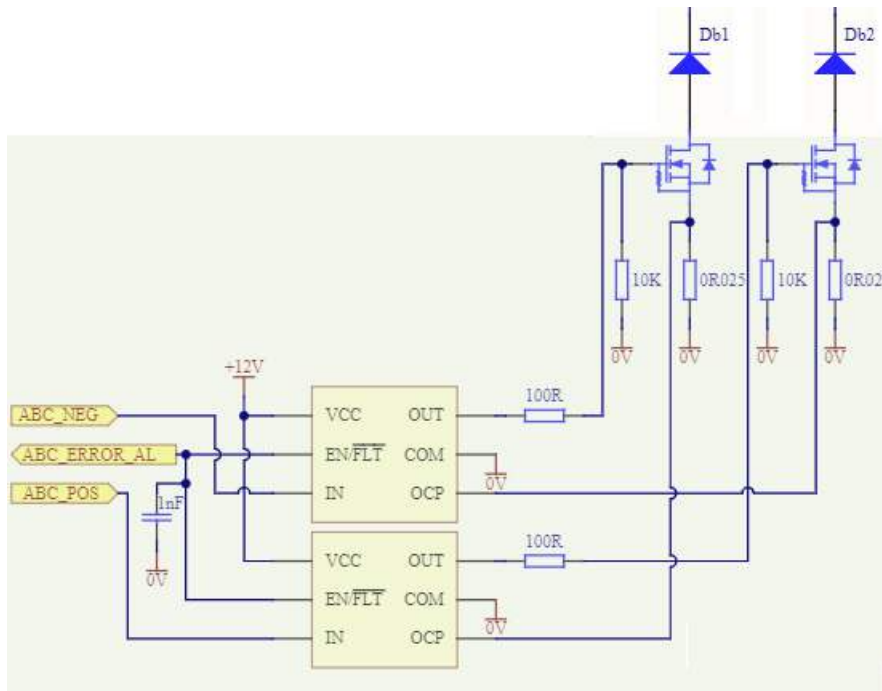 Db1
Db2
10K
0R025
10K
0R02
0V
0V
0V
0V
+12V
100R
ABC_NEG
VCC
OUT
ABC_ERROR_AL
EN/FLT
COM
ABC_POS
1nF
IN
OCP
0V
0V
100R
VCC
OUT
EN/FLT
COM
0V
IN
OCP